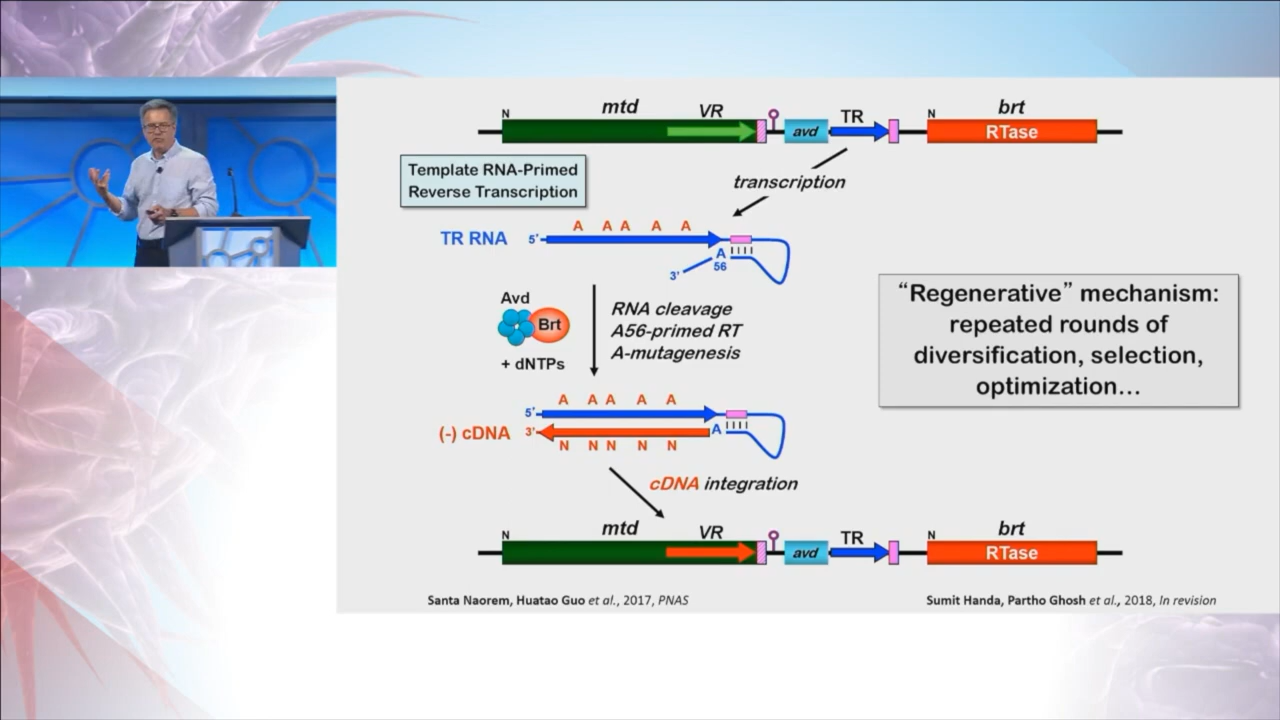 N
mtd
VR
avd
TR
N
brt
RTase
Template RNA-Primed
Reverse Transcription
transcription
A A A A A
TR RNA
5'
A
56
3'
Avd
Brt
+ dNTPs
RNA cleavage
A56-primed RT
A-mutagenesis
"Regenerative" mechanism:
repeated rounds of
diversification, selection,
optimization…
A A A A A
5'
(-) cDNA
3'
A
N N N N N
cDNA integration
N
mtd
VR
avd
TR
N
brt
RTase
Santa Naorem, Huatao Guo et al., 2017, PNAS
Sumit Handa, Partho Ghosh et al., 2018, In revision